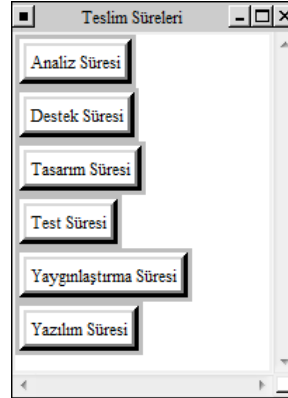 Teslim Süreleri
Analiz Süresi
Destek Süresi
Tasarım Süresi
Test Süresi
Yaygınlaştırma Süresi
Yazılım Süresi